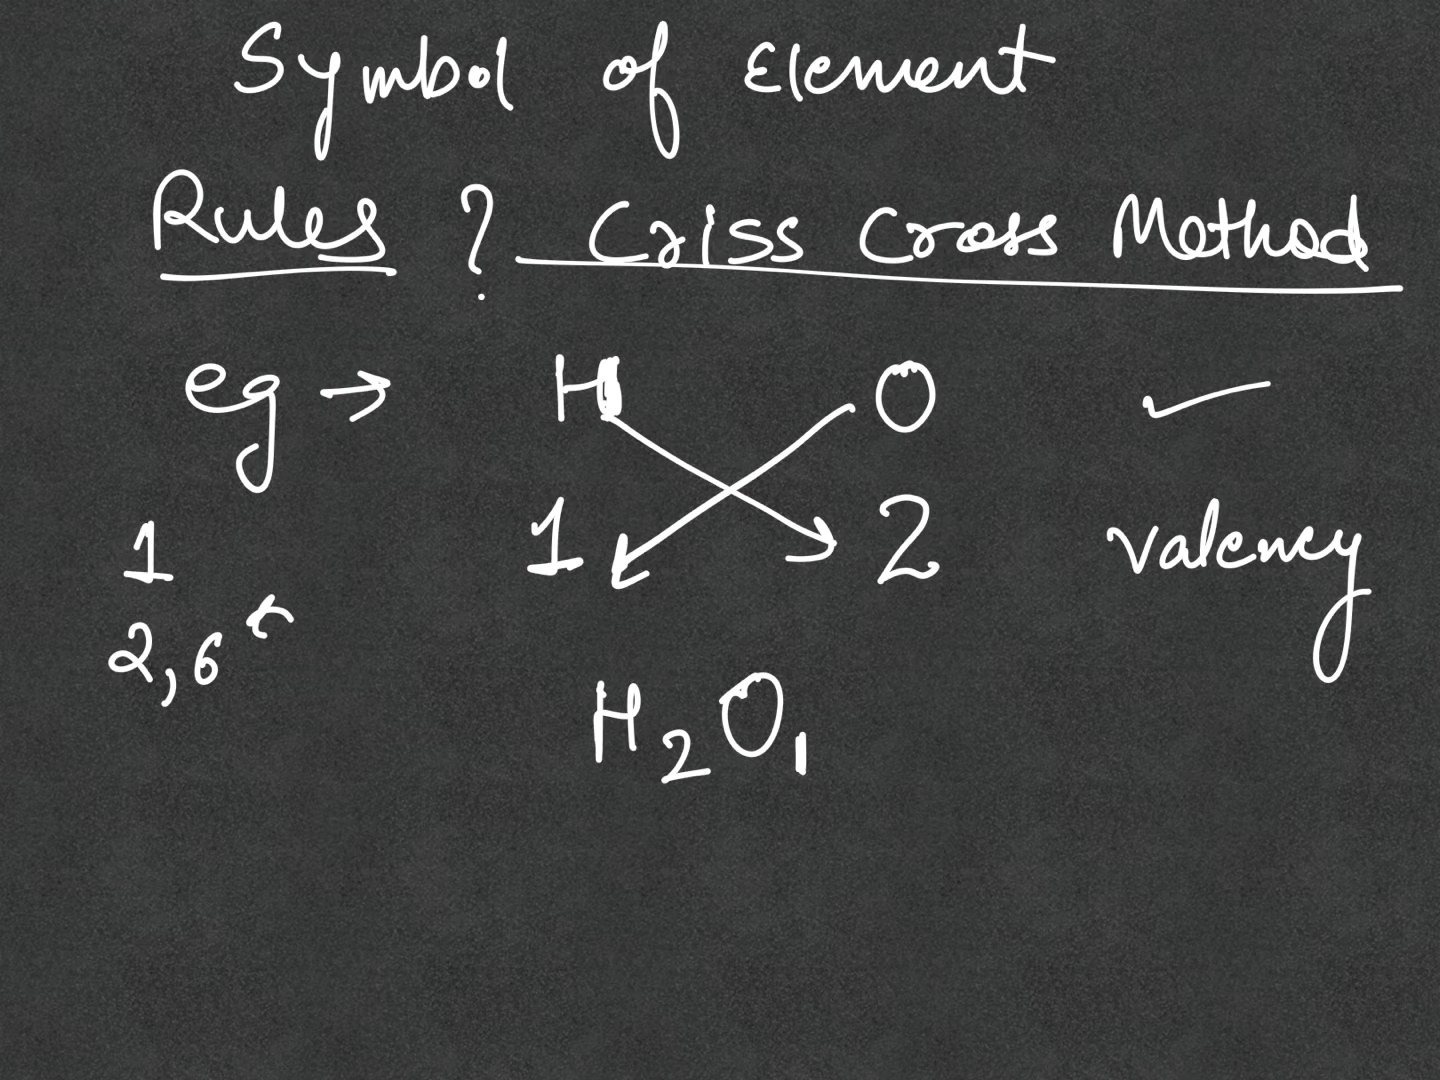 Symbol of Element
Rules ? Criss Cross Method
eg → H O ✓
1 1 2 valency
2, 6
H₂O₁